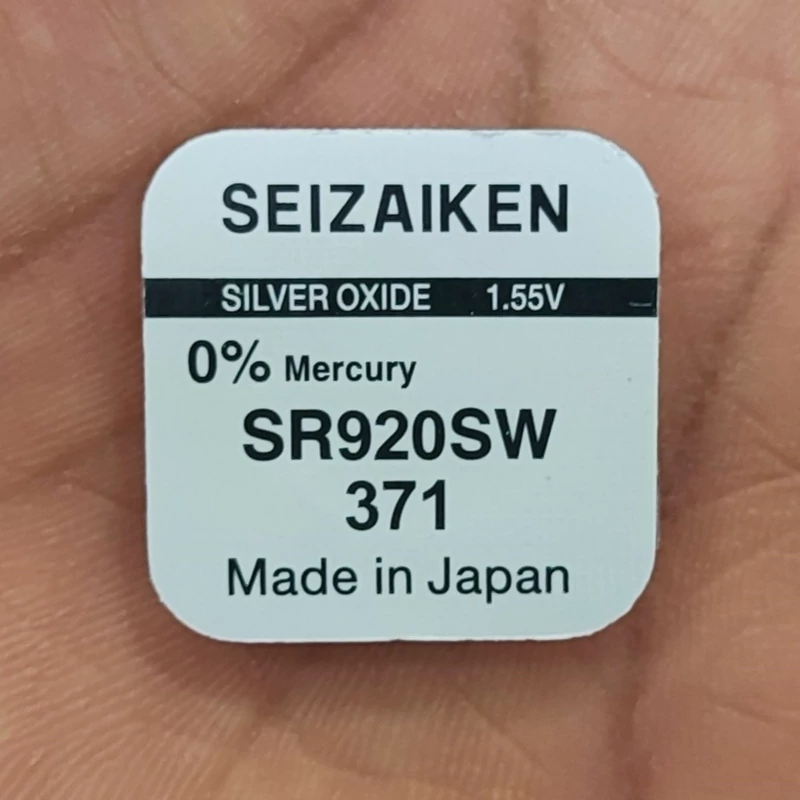 SEIZAIKEN
SILVER OXIDE 1.55V
0% Mercury
SR920SW
371
Made in Japan